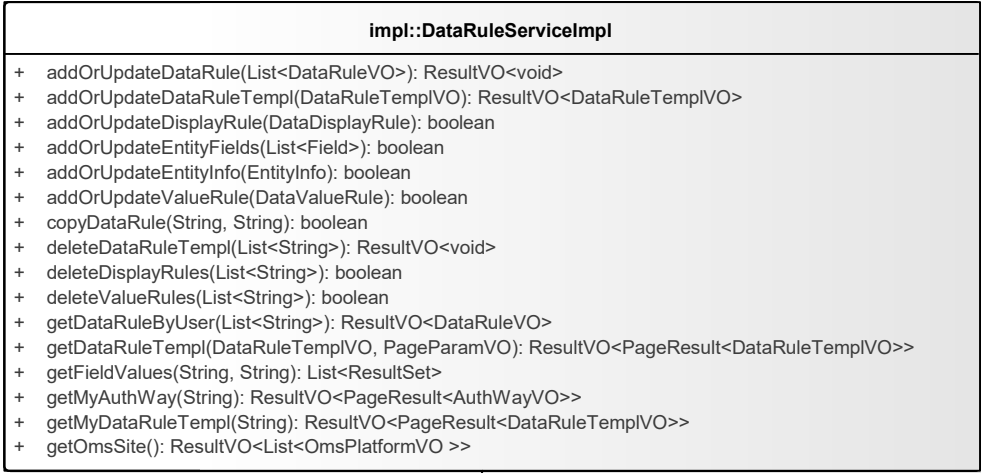 impl::DataRuleServiceImpl
+ addOrUpdateDataRule(List<DataRuleVO>): ResultVO<void>
+ addOrUpdateDataRuleTempl(DataRuleTemplVO): ResultVO<DataRuleTemplVO>
+ addOrUpdateDisplayRule(DataDisplayRule): boolean
+ addOrUpdateEntityFields(List<Field>): boolean
+ addOrUpdateEntityInfo(EntityInfo): boolean
+ addOrUpdateValueRule(DataValueRule): boolean
+ copyDataRule(String, String): boolean
+ deleteDataRuleTempl(List<String>): ResultVO<void>
+ deleteDisplayRules(List<String>): boolean
+ deleteValueRules(List<String>): boolean
+ getDataRuleByUser(List<String>): ResultVO<DataRuleVO>
+ getDataRuleTempl(DataRuleTemplVO, PageParamVO): ResultVO<PageResult<DataRuleTemplVO>>
+ getFieldValues(String, String): List<ResultSet>
+ getMyAuthWay(String): ResultVO<PageResult<AuthWayVO>>
+ getMyDataRuleTempl(String): ResultVO<PageResult<DataRuleTemplVO>>
+ getOmsSite(): ResultVO<List<OmsPlatformVO >>